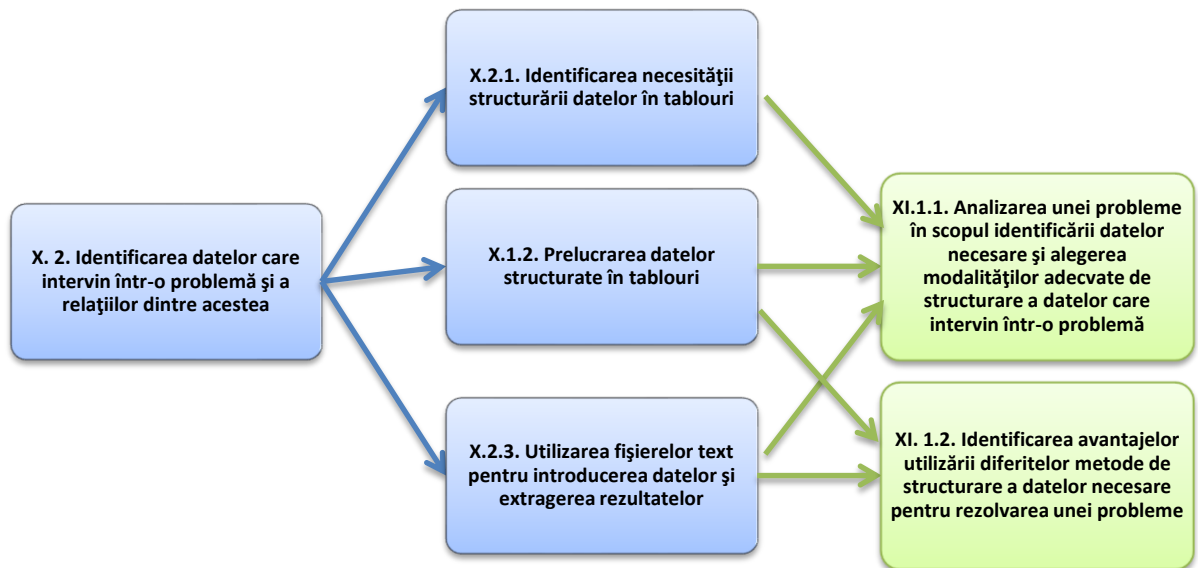 X.2.1. Identificarea necesităţii
structurării datelor în tablouri
X. 2. Identificarea datelor care
intervin într-o problemă şi a
relaţiilor dintre acestea
X.1.2. Prelucrarea datelor
structurate în tablouri
X.2.3. Utilizarea fişierelor text
pentru introducerea datelor şi
extragerea rezultatelor
XI.1.1. Analizarea unei probleme
în scopul identificării datelor
necesare şi alegerea
modalităţilor adecvate de
structurare a datelor care
intervin într-o problemă
XI. 1.2. Identificarea avantajelor
utilizării diferitelor metode de
structurare a datelor necesare
pentru rezolvarea unei probleme